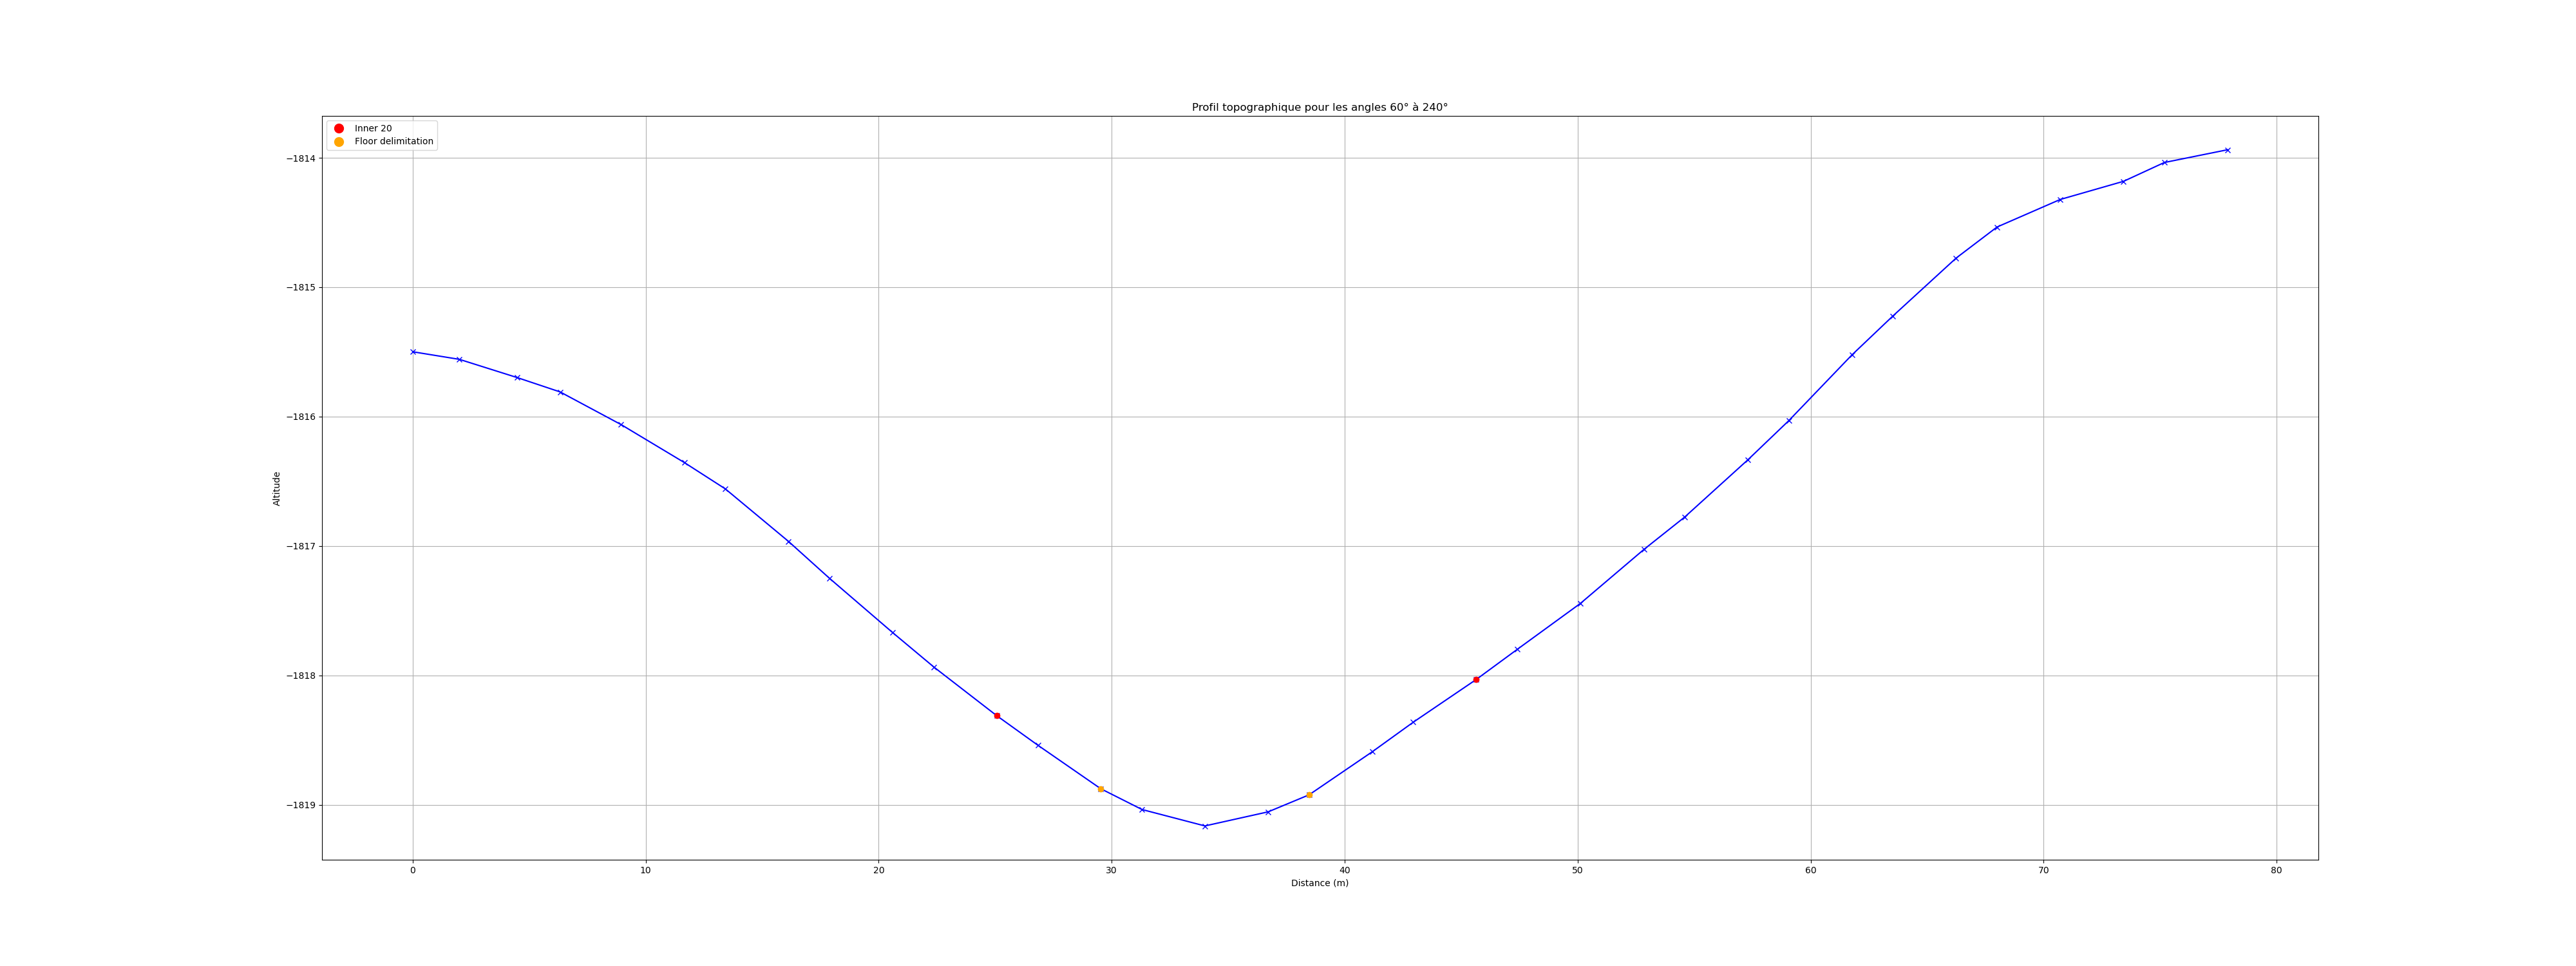 Profil topographique pour les angles 60° à 240°
Inner 20
Floor delimitation
−1814
−1815
−1816
−1817
−1818
−1819
Altitude
0 10 20 30 40 50 60 70 80
Distance (m)